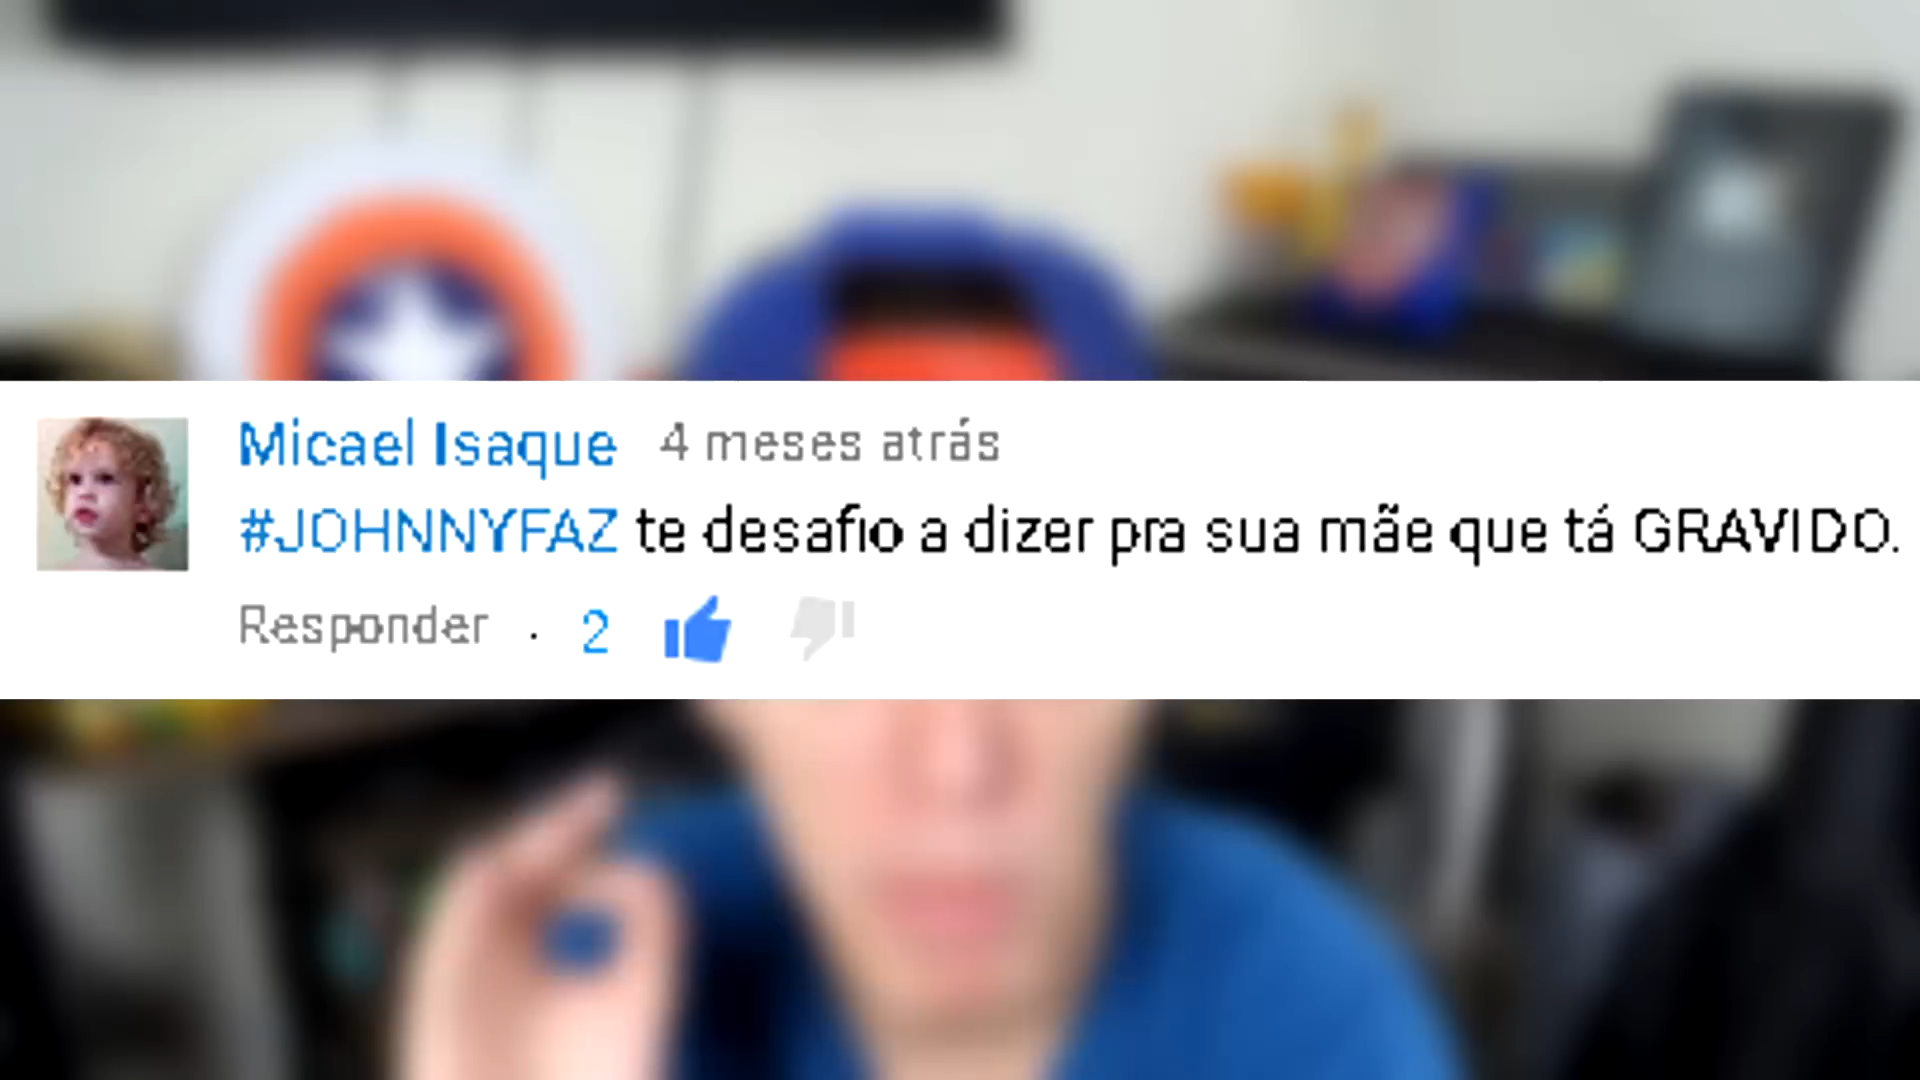 Micael Isaque 4 meses atrás
#JOHNNYFAZ te desafio a dizer pra sua mãe que tá GRAVIDO.
Responder . 2